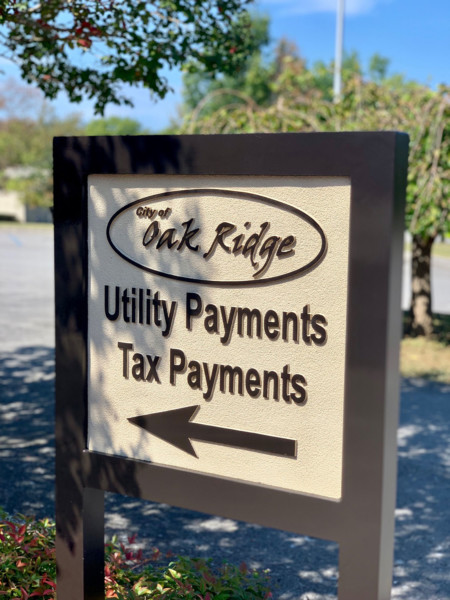 City of
Oak Ridge
Utility Payments
Tax Payments